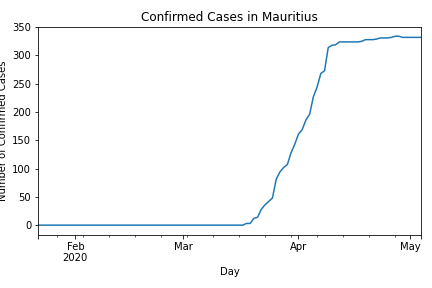 Confirmed Cases in Mauritius
350
300
250
200
150
100
50
0
Number of Confirmed Cases
Feb
2020
Mar
Apr
May
Day